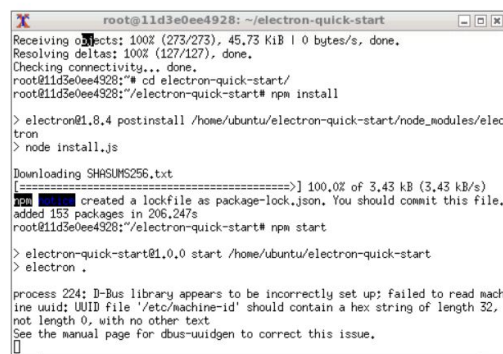 root@11d3e0ee4928: ~/electron-quick-start
Receiving objects: 100% (273/273), 45.73 KiB | 0 bytes/s, done.
Resolving deltas: 100% (127/127), done.
Checking connectivity... done.
root@11d3e0ee4928:~# cd electron-quick-start/
root@11d3e0ee4928:~/electron-quick-start# npm install
> electron@1.8.4 postinstall /home/ubuntu/electron-quick-start/node_modules/elec
tron
> node install.js
Downloading SHASUMS256.txt
[============================================>] 100.0% of 3.43 kB (3.43 kB/s)
npm notice created a lockfile as package-lock.json. You should commit this file.
added 153 packages in 206.247s
root@11d3e0ee4928:~/electron-quick-start# npm start
> electron-quick-start@1.0.0 start /home/ubuntu/electron-quick-start
> electron .
process 224: D-Bus library appears to be incorrectly set up; failed to read mach
ine uuid: UUID file '/etc/machine-id' should contain a hex string of length 32,
not length 0, with no other text
See the manual page for dbus-uuidgen to correct this issue.